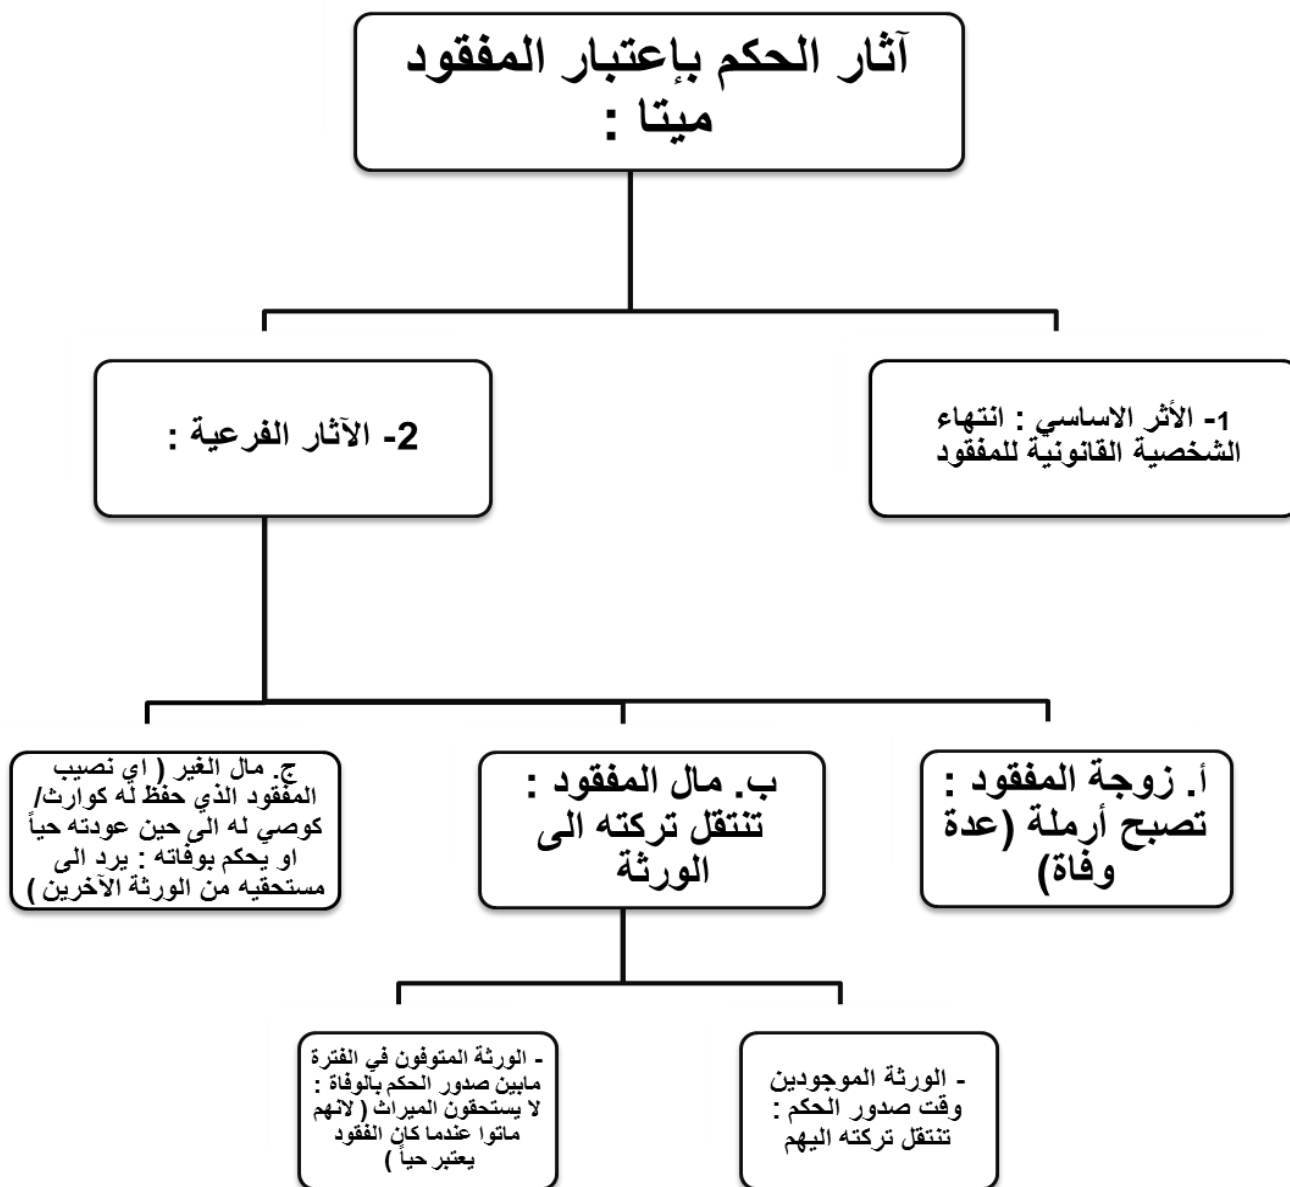 آثار الحكم بإعتبار المفقود
ميتا :
1- الأثر الاساسي : انتهاء
الشخصية القانونية للمفقود
2- الآثار الفرعية :
أ. زوجة المفقود :
تصبح أرملة (عدة
وفاة)
ب. مال المفقود :
تنتقل تركته الى
الورثة
ج. مال الغير ( اي نصيب
المفقود الذي حفظ له كوارث/
كوصي له الى حين عودته حياً
او يحكم بوفاته : يرد الى
مستحقيه من الورثة الآخرين )
- الورثة الموجودين
وقت صدور الحكم :
تنتقل تركته اليهم
- الورثة المتوفون في الفترة
مابين صدور الحكم بالوفاة :
لا يستحقون الميراث ( لانهم
ماتوا عندما كان الفقود
يعتبر حياً )